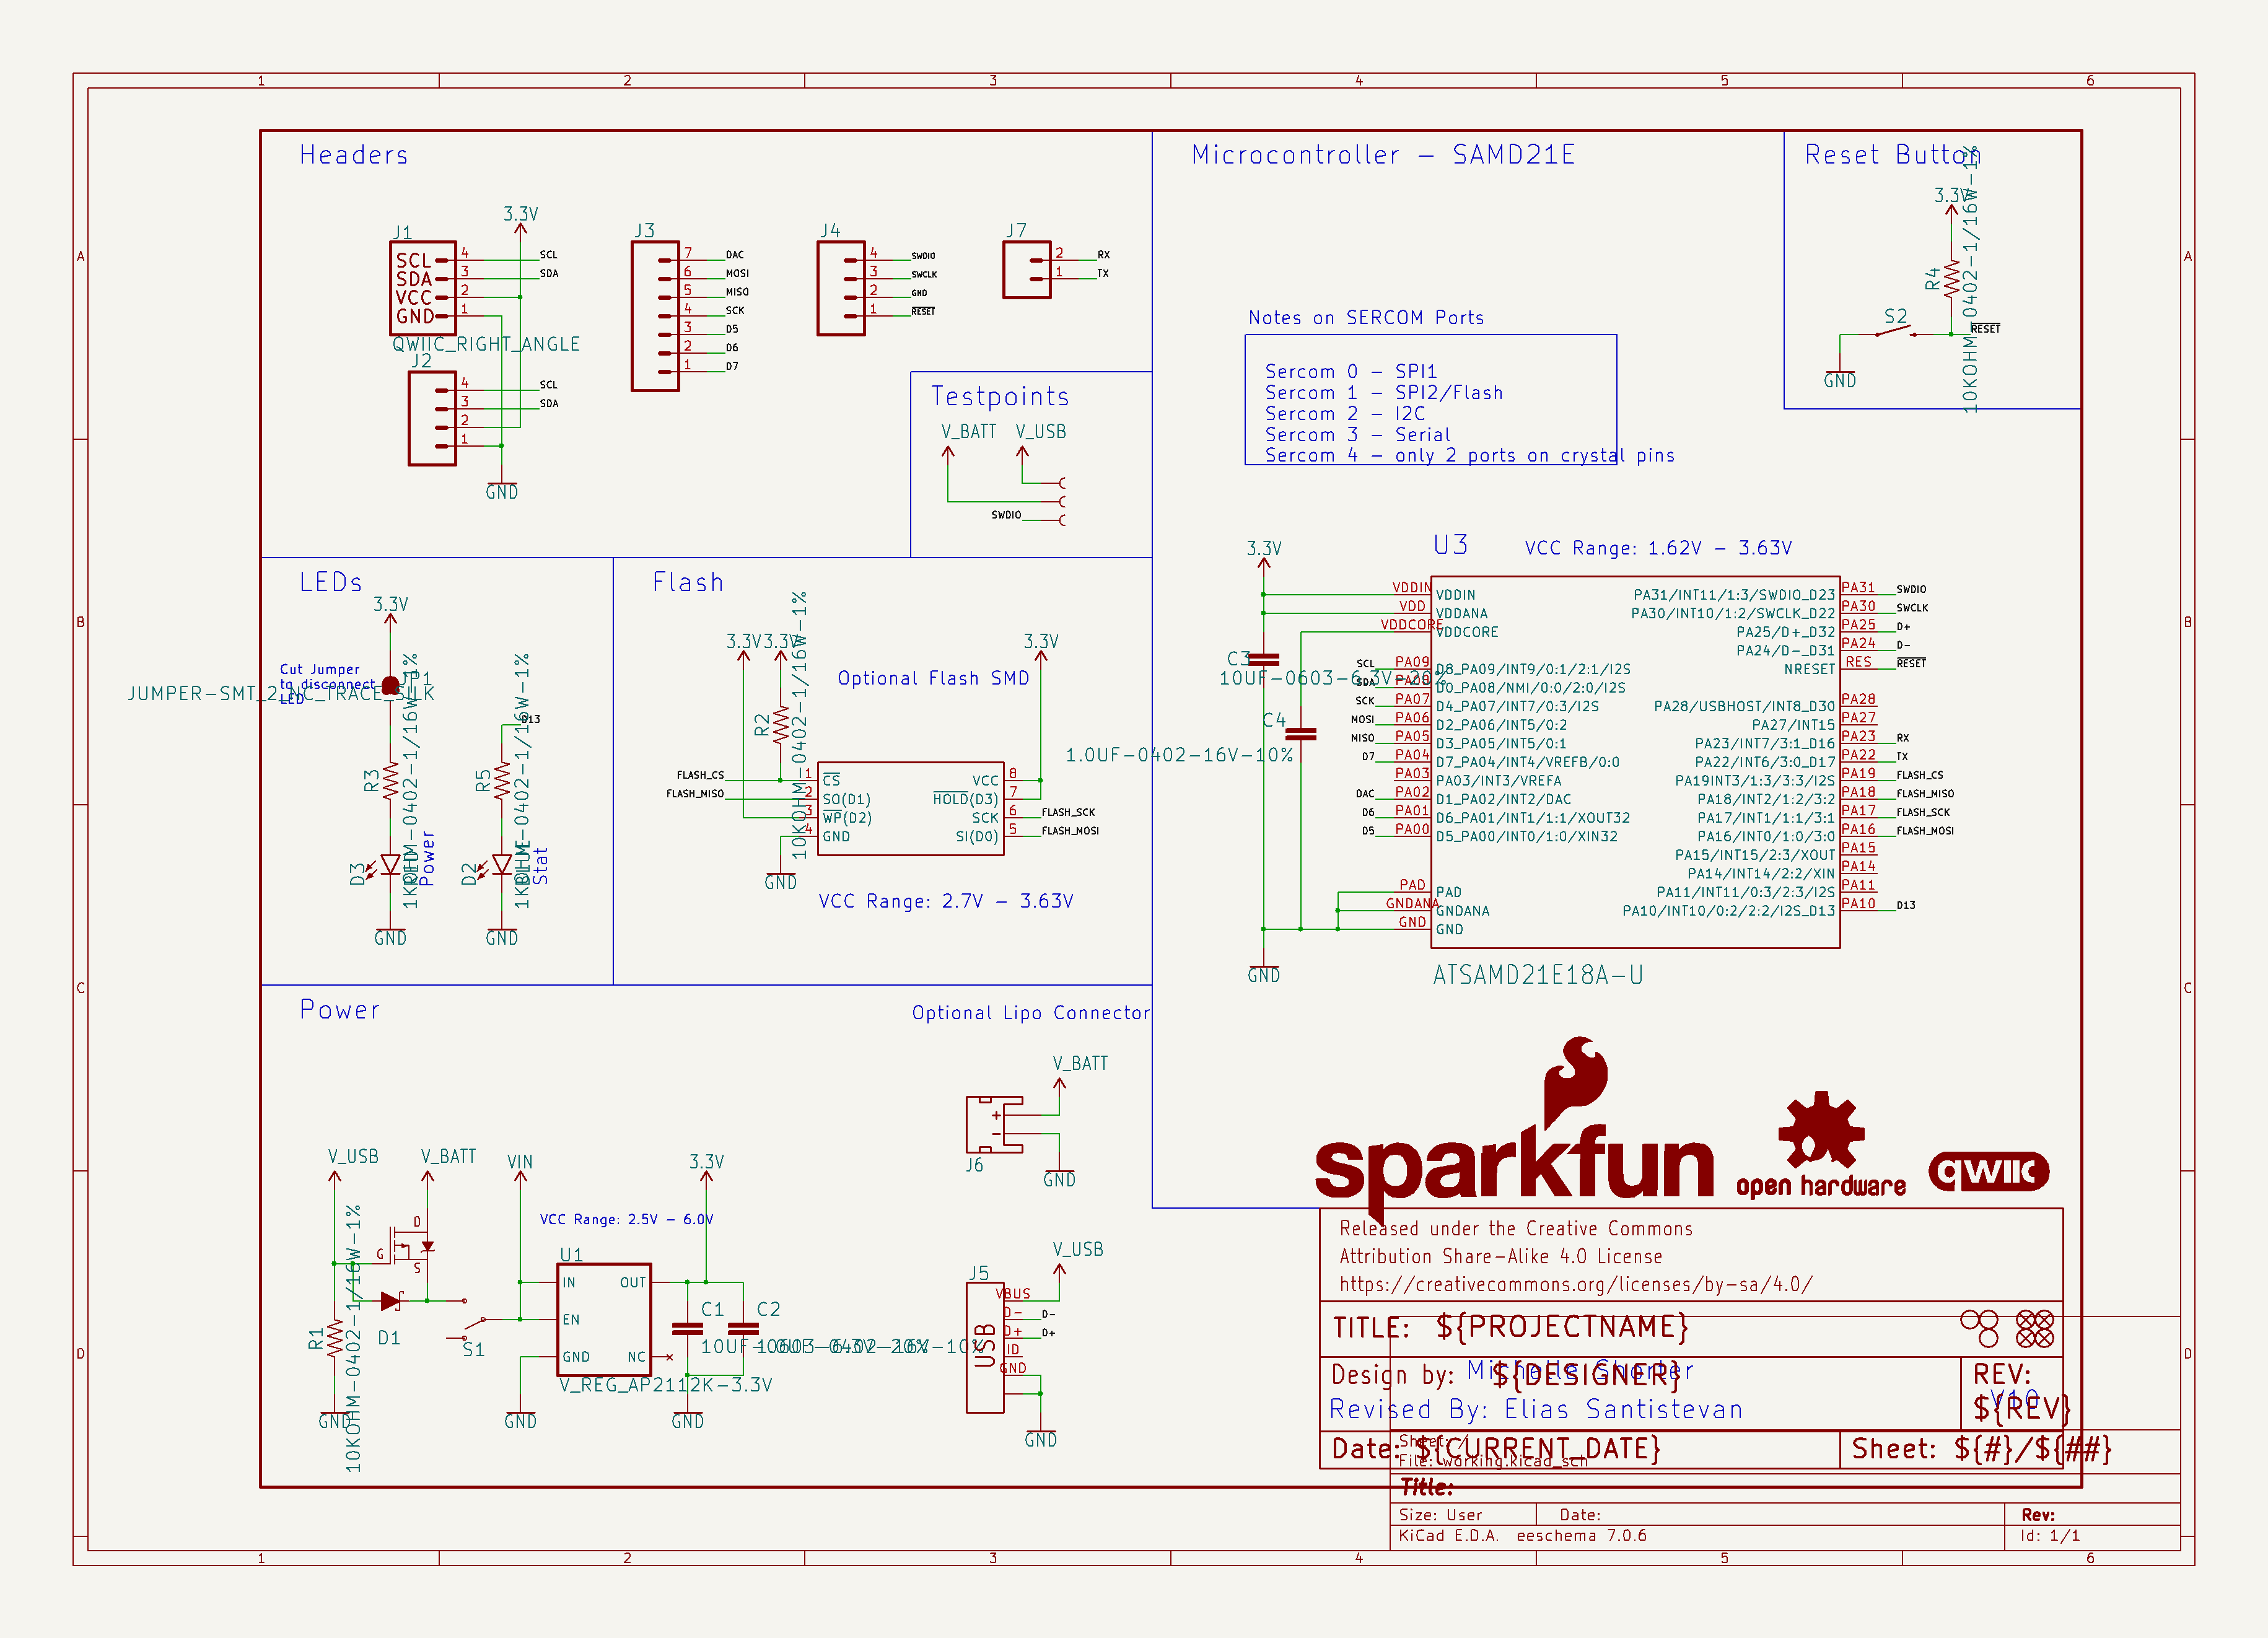 1 2 3 4 5 6
A
B
C
D
Headers
J1
3.3V
SCL 4 SCL
SDA 3 SDA
VCC 2
GND 1
QWIIC_RIGHT_ANGLE
J2
4 SCL
3 SDA
2
1
GND
J3
7 DAC
6 MOSI
5 MISO
4 SCK
3 D5
2 D6
1 D7
J4
4 SWDIO
3 SWCLK
2 GND
1 RESET
J7
2 RX
1 TX
Testpoints
V_BATT V_USB
SWDIO
Microcontroller - SAMD21E
Notes on SERCOM Ports
Sercom 0 - SPI1
Sercom 1 - SPI2/Flash
Sercom 2 - I2C
Sercom 3 - Serial
Sercom 4 - only 2 ports on crystal pins
Reset Button
3.3V
R4
10KOHM-0402-1/16W-1%
S2
RESET
GND
LEDs
3.3V
Cut Jumper
to disconnect
LED
JP1
JUMPER-SMT_2_NC_TRACE_SILK
R3
1KOHM-0402-1/16W-1%
D3
RED
Power
GND
D13
R5
1KOHM-0402-1/16W-1%
D2
BLUE
Stat
GND
Flash
3.3V 3.3V 3.3V
Optional Flash SMD
R2
10KOHM-0402-1/16W-1%
FLASH_CS 1 CS
FLASH_MISO 2 SO(D1)
3 WP(D2)
4 GND
VCC 8
HOLD(D3) 7
SCK 6 FLASH_SCK
SI(D0) 5 FLASH_MOSI
GND
VCC Range: 2.7V - 3.63V
3.3V
U3
VCC Range: 1.62V - 3.63V
VDDIN VDDIN
VDD VDDANA
VDDCORE VDDCORE
C3
10UF-0603-6.3V-20%
C4
1.0UF-0402-16V-10%
SCL PA09 D8_PA09/INT9/0:1/2:1/I2S
SDA PA08 D0_PA08/NMI/0:0/2:0/I2S
SCK PA07 D4_PA07/INT7/0:3/I2S
MOSI PA06 D2_PA06/INT5/0:2
MISO PA05 D3_PA05/INT5/0:1
D7 PA04 D7_PA04/INT4/VREFB/0:0
PA03 PA03/INT3/VREFA
DAC PA02 D1_PA02/INT2/DAC
D6 PA01 D6_PA01/INT1/1:1/XOUT32
D5 PA00 D5_PA00/INT0/1:0/XIN32
PAD PAD
GNDANA GNDANA
GND GND
PA31/INT11/1:3/SWDIO_D23 PA31 SWDIO
PA30/INT10/1:2/SWCLK_D22 PA30 SWCLK
PA25/D+_D32 PA25 D+
PA24/D-_D31 PA24 D-
NRESET RES RESET
PA28/USBHOST/INT8_D30 PA28
PA27/INT15 PA27
PA23/INT7/3:1_D16 PA23 RX
PA22/INT6/3:0_D17 PA22 TX
PA19INT3/1:3/3:3/I2S PA19 FLASH_CS
PA18/INT2/1:2/3:2 PA18 FLASH_MISO
PA17/INT1/1:1/3:1 PA17 FLASH_SCK
PA16/INT0/1:0/3:0 PA16 FLASH_MOSI
PA15/INT15/2:3/XOUT PA15
PA14/INT14/2:2/XIN PA14
PA11/INT11/0:3/2:3/I2S PA11
PA10/INT10/0:2/2:2/I2S_D13 PA10 D13
GND
ATSAMD21E18A-U
Power
Optional Lipo Connector
V_BATT
+
-
J6
GND
V_USB V_BATT VIN 3.3V
VCC Range: 2.5V - 6.0V
D
G
S
R1
10KOHM-0402-1/16W-1%
D1
S1
U1
IN OUT
EN
GND NC
V_REG_AP2112K-3.3V
C1 C2
10UF-0603-6.3V-20%
1.0UF-0402-16V-10%
GND GND GND
V_USB
J5
USB
VBUS
D- D-
D+ D+
ID
GND
GND
sparkfun
open hardware
qwiic
Released under the Creative Commons
Attribution Share-Alike 4.0 License
https://creativecommons.org/licenses/by-sa/4.0/
TITLE: ${PROJECTNAME}
Design by: ${DESIGNER}
Michelle Shorter
REV:
${REV}
V10
Revised By: Elias Santistevan
Date: ${CURRENT_DATE}
Sheet: ${#}/${##}
Sheet: /
File: working.kicad_sch
Title:
Size: User Date: Rev:
KiCad E.D.A. eeschema 7.0.6 Id: 1/1
1 2 3 4 5 6
A
B
C
D